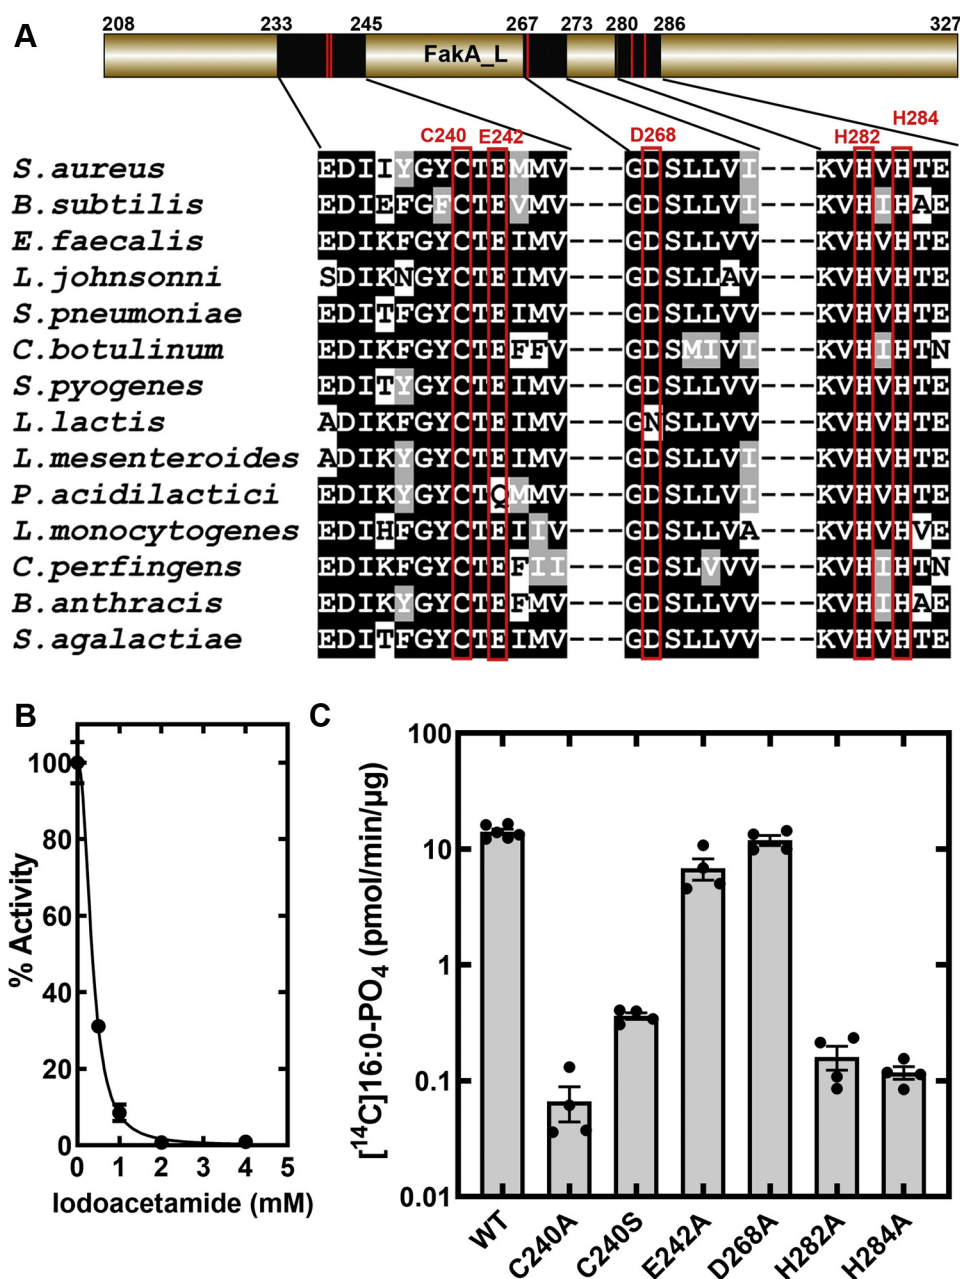 A
208 233 245 267 273 280 286 327
FakA_L
C240 E242 D268 H282 H284
S.aureus EDIIYGYCTEMMV----GDSLLVI---KVHVHTE
B.subtilis EDIEFGFCTEVMV----GDSLLVI---KVHIHAE
E.faecalis EDIKFGYCTEIMV----GDSLLVV---KVHVHTE
L.johnsonni SDIKNGYCTEIMV----GDSLLAV---KVHVHTE
S.pneumoniae EDITFGYCTEIMV----GDSLLVV---KVHVHTE
C.botulinum EDIKFGYCTEFFV----GDSMIVI---KVHIHTN
S.pyogenes EDITYGYCTEIMV----GDSLLVV---KVHVHTE
L.lactis ADIKFGYCTEIMV----GNSLLVV---KVHVHTE
L.mesenteroides ADIKYGYCTEIMV----GDSLLVI---KVHVHTE
P.acidilactici EDIKYGYCTQMMV----GDSLLVI---KVHVHTE
L.monocytogenes EDIHFGYCTEIIV----GDSLLVA---KVHVHVE
C.perfingens EDIKFGYCTEFII----GDSLVVV---KVHIHTN
B.anthracis EDIKYGYCTEFMV----GDSLLVV---KVHIHAE
S.agalactiae EDITFGYCTEIMV----GDSLLVV---KVHVHTE
B
% Activity
100
80
60
40
20
0
0 1 2 3 4 5
Iodoacetamide (mM)
C
[¹⁴C]16:0-PO₄ (pmol/min/µg)
100
10
1
0.1
0.01
WT C240A C240S E242A D268A H282A H284A